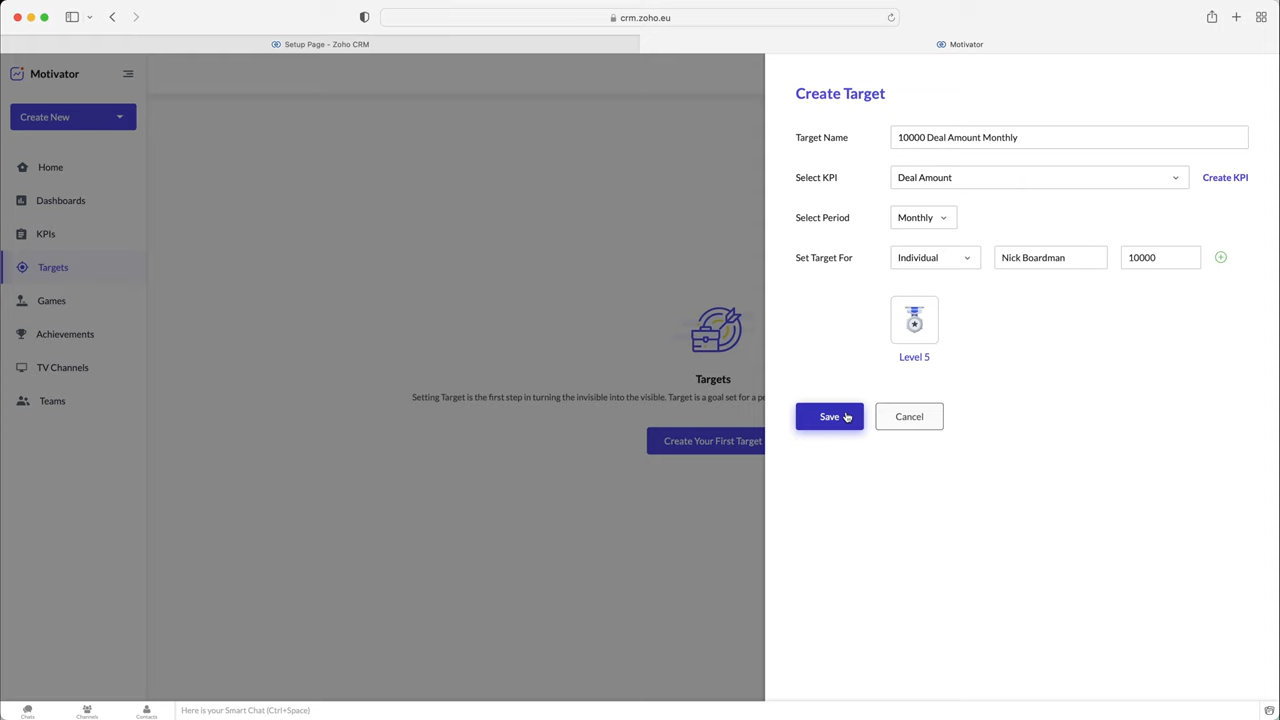 crm.zoho.eu
Setup Page - Zoho CRM
Motivator
Motivator
Create New
Home
Dashboards
KPIs
Targets
Games
Achievements
TV Channels
Teams
Targets
Setting Target is the first step in turning the invisible into the visible. Target is a goal set for a
Create Your First Target
Create Target
Target Name
10000 Deal Amount Monthly
Select KPI
Deal Amount
Create KPI
Select Period
Monthly
Set Target For
Individual
Nick Boardman
10000
Level 5
Save
Cancel
Chats
Channels
Contacts
Here is your Smart Chat (Ctrl+Space)